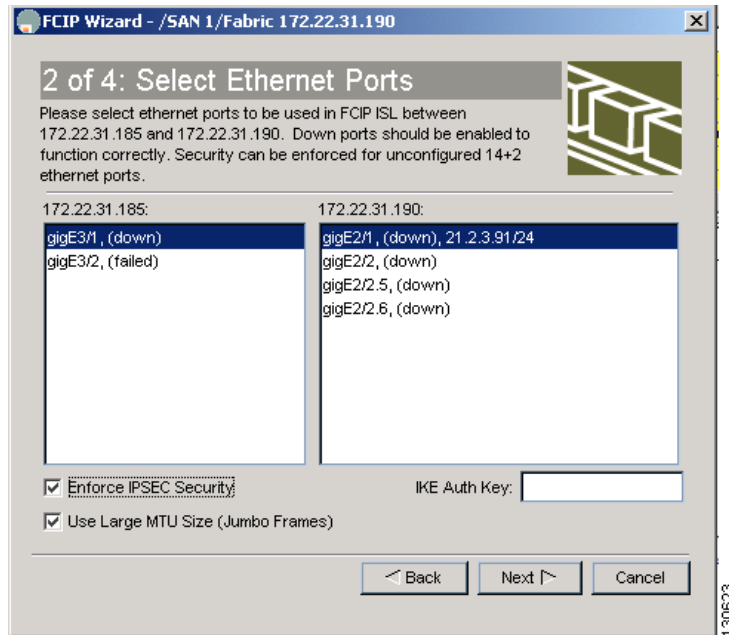 FCIP Wizard - /SAN 1/Fabric 172.22.31.190
2 of 4: Select Ethernet Ports
Please select ethernet ports to be used in FCIP ISL between
172.22.31.185 and 172.22.31.190. Down ports should be enabled to
function correctly. Security can be enforced for unconfigured 14+2
ethernet ports.
172.22.31.185:
gigE3/1, (down)
gigE3/2, (failed)
172.22.31.190:
gigE2/1, (down), 21.2.3.91/24
gigE2/2, (down)
gigE2/2.5, (down)
gigE2/2.6, (down)
Enforce IPSEC Security
IKE Auth Key:
Use Large MTU Size (Jumbo Frames)
Back
Next
Cancel
130623